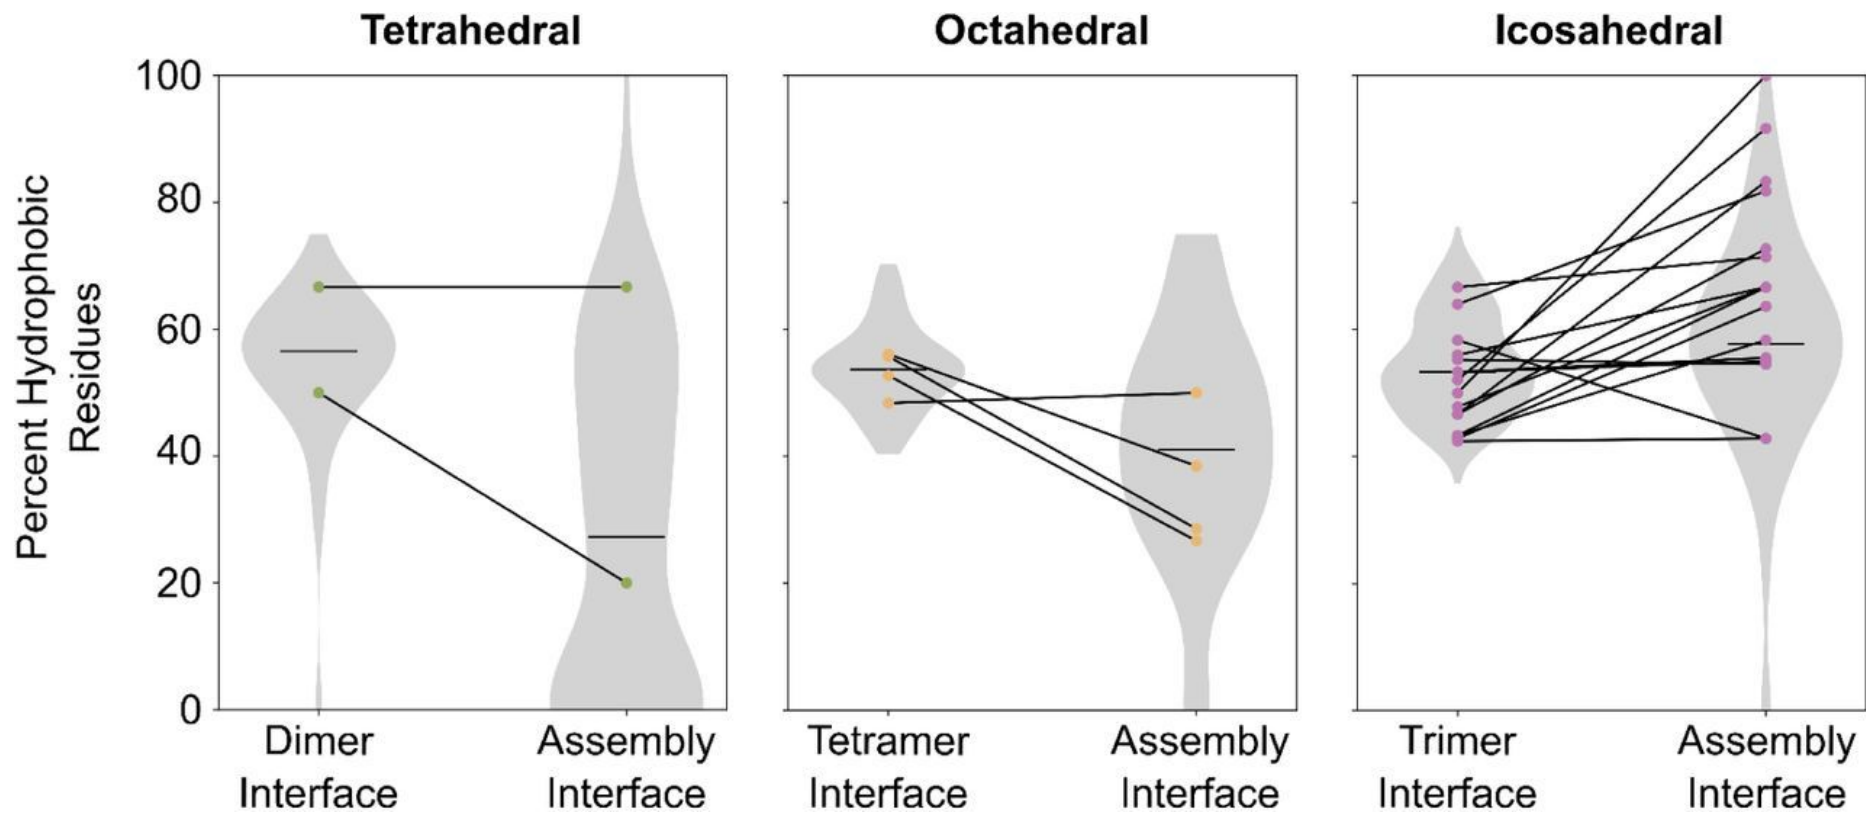 Tetrahedral
Octahedral
Icosahedral
Percent Hydrophobic
Residues
100
80
60
40
20
0
Dimer
Interface
Assembly
Interface
Tetramer
Interface
Assembly
Interface
Trimer
Interface
Assembly
Interface